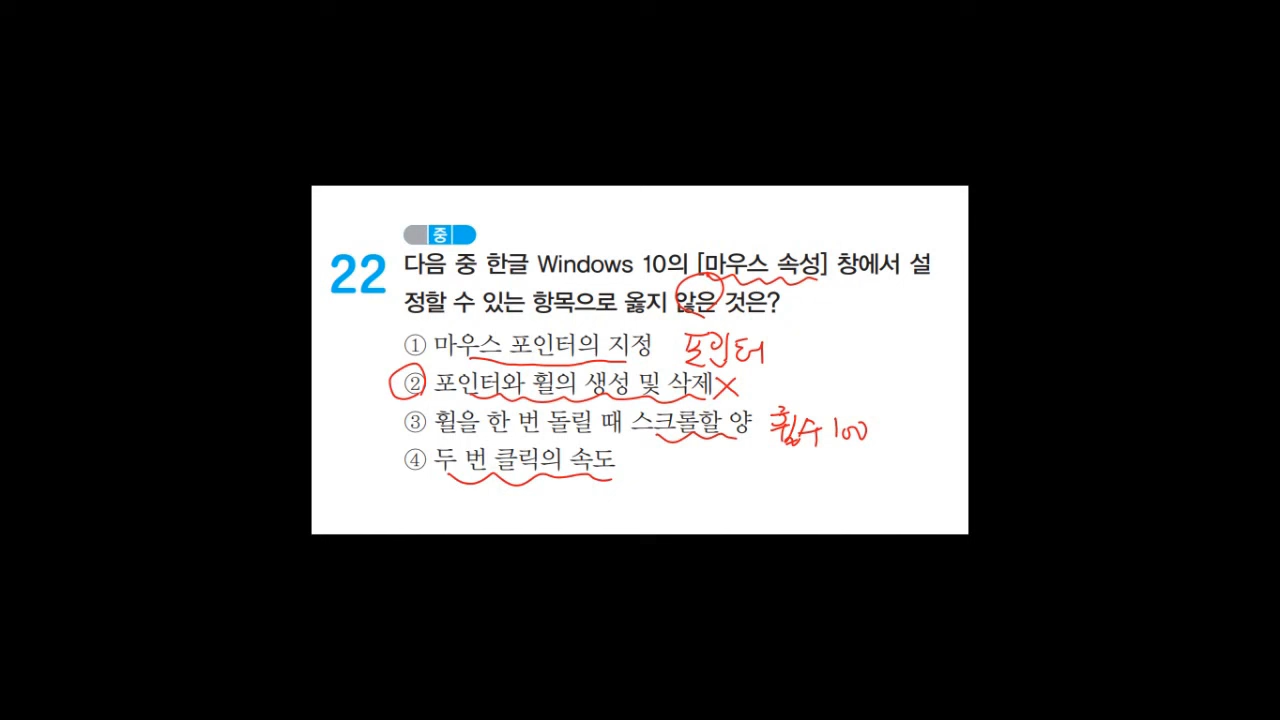 중
22 다음 중 한글 Windows 10의 [마우스 속성] 창에서 설
정할 수 있는 항목으로 옳지 않은 것은?
① 마우스 포인터의 지정 포인터
② 포인터와 휠의 생성 및 삭제 X
③ 휠을 한 번 돌릴 때 스크롤할 양 휠수 100
④ 두 번 클릭의 속도